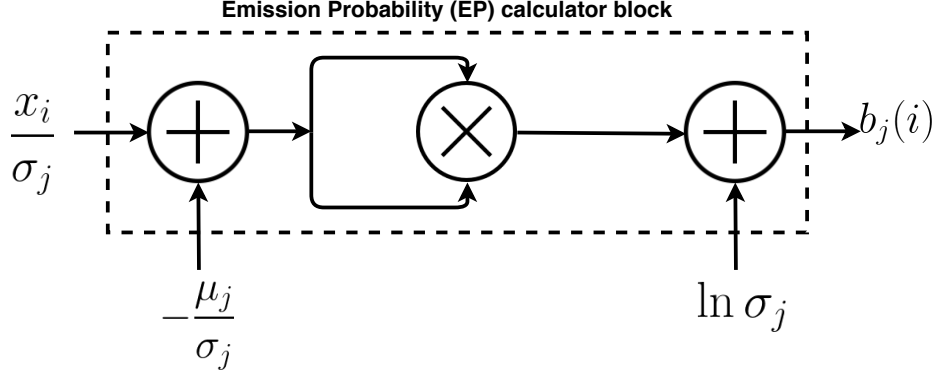 Emission Probability (EP) calculator block
x_i/σ_j
b_j(i)
-μ_j/σ_j
ln σ_j